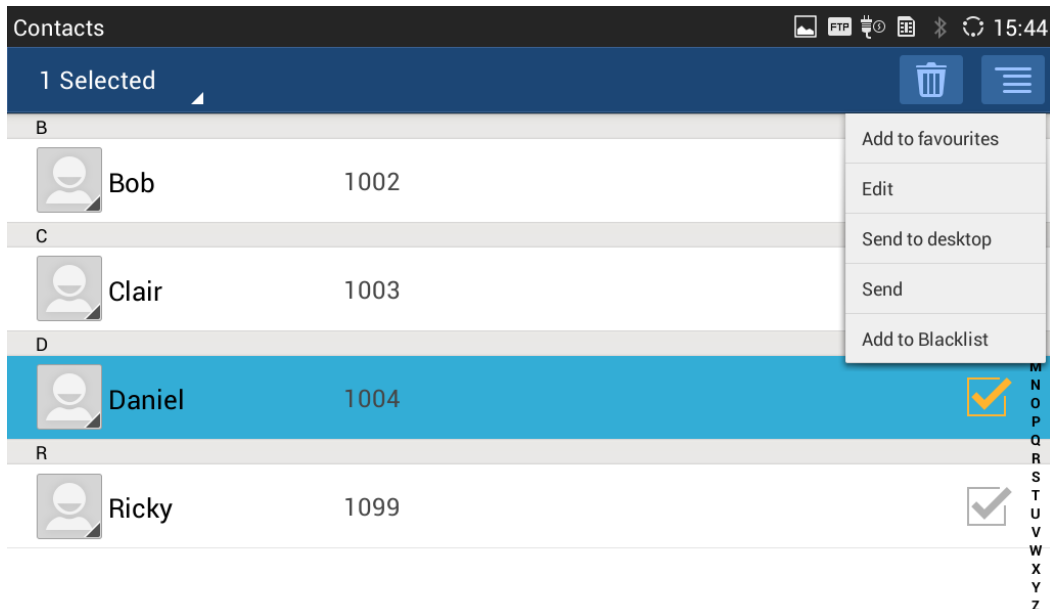 Contacts
FTP
15:44
1 Selected
B
Add to favourites
Bob 1002
Edit
C
Send to desktop
Clair 1003
Send
D
Add to Blacklist
Daniel 1004
R
Ricky 1099
M
N
O
P
Q
R
S
T
U
V
W
X
Y
Z